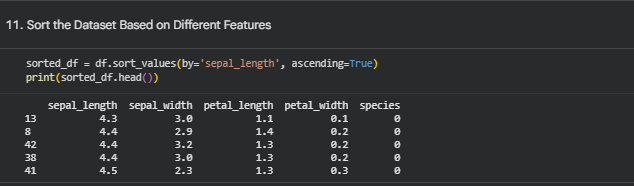 11. Sort the Dataset Based on Different Features
sorted_df = df.sort_values(by='sepal_length', ascending=True)
print(sorted_df.head())
sepal_length sepal_width petal_length petal_width species
13 4.3 3.0 1.1 0.1 0
8 4.4 2.9 1.4 0.2 0
42 4.4 3.2 1.3 0.2 0
38 4.4 3.0 1.3 0.2 0
41 4.5 2.3 1.3 0.3 0